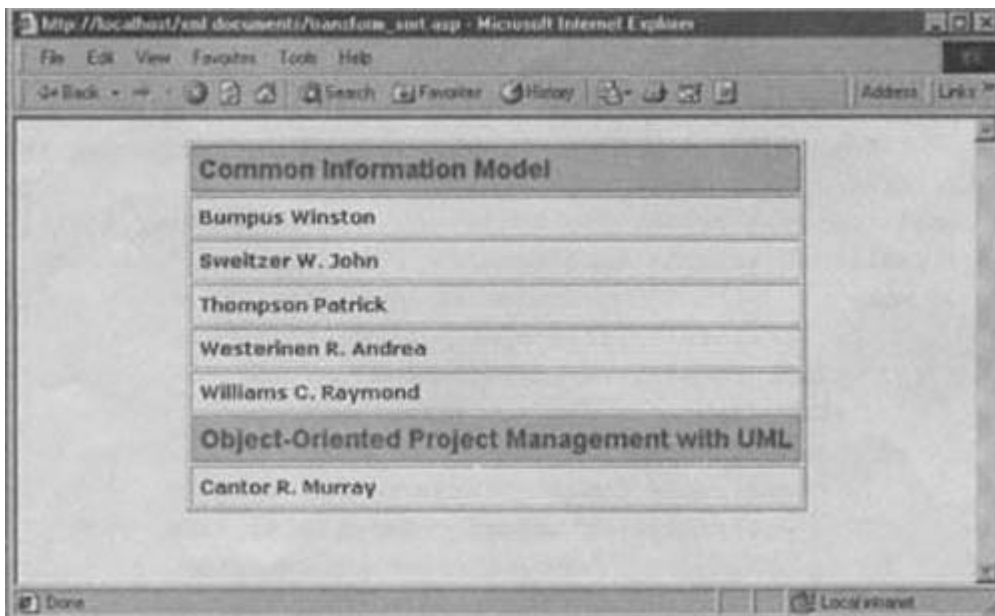 http://localhost/xml documents/transform_sort.asp - Microsoft Internet Explorer
File Edit View Favorites Tools Help
Back Search Favorites History Address Links »
Common Information Model
Bumpus Winston
Sweitzer W. John
Thompson Patrick
Westerinen R. Andrea
Williams C. Raymond
Object-Oriented Project Management with UML
Cantor R. Murray
Done Local intranet